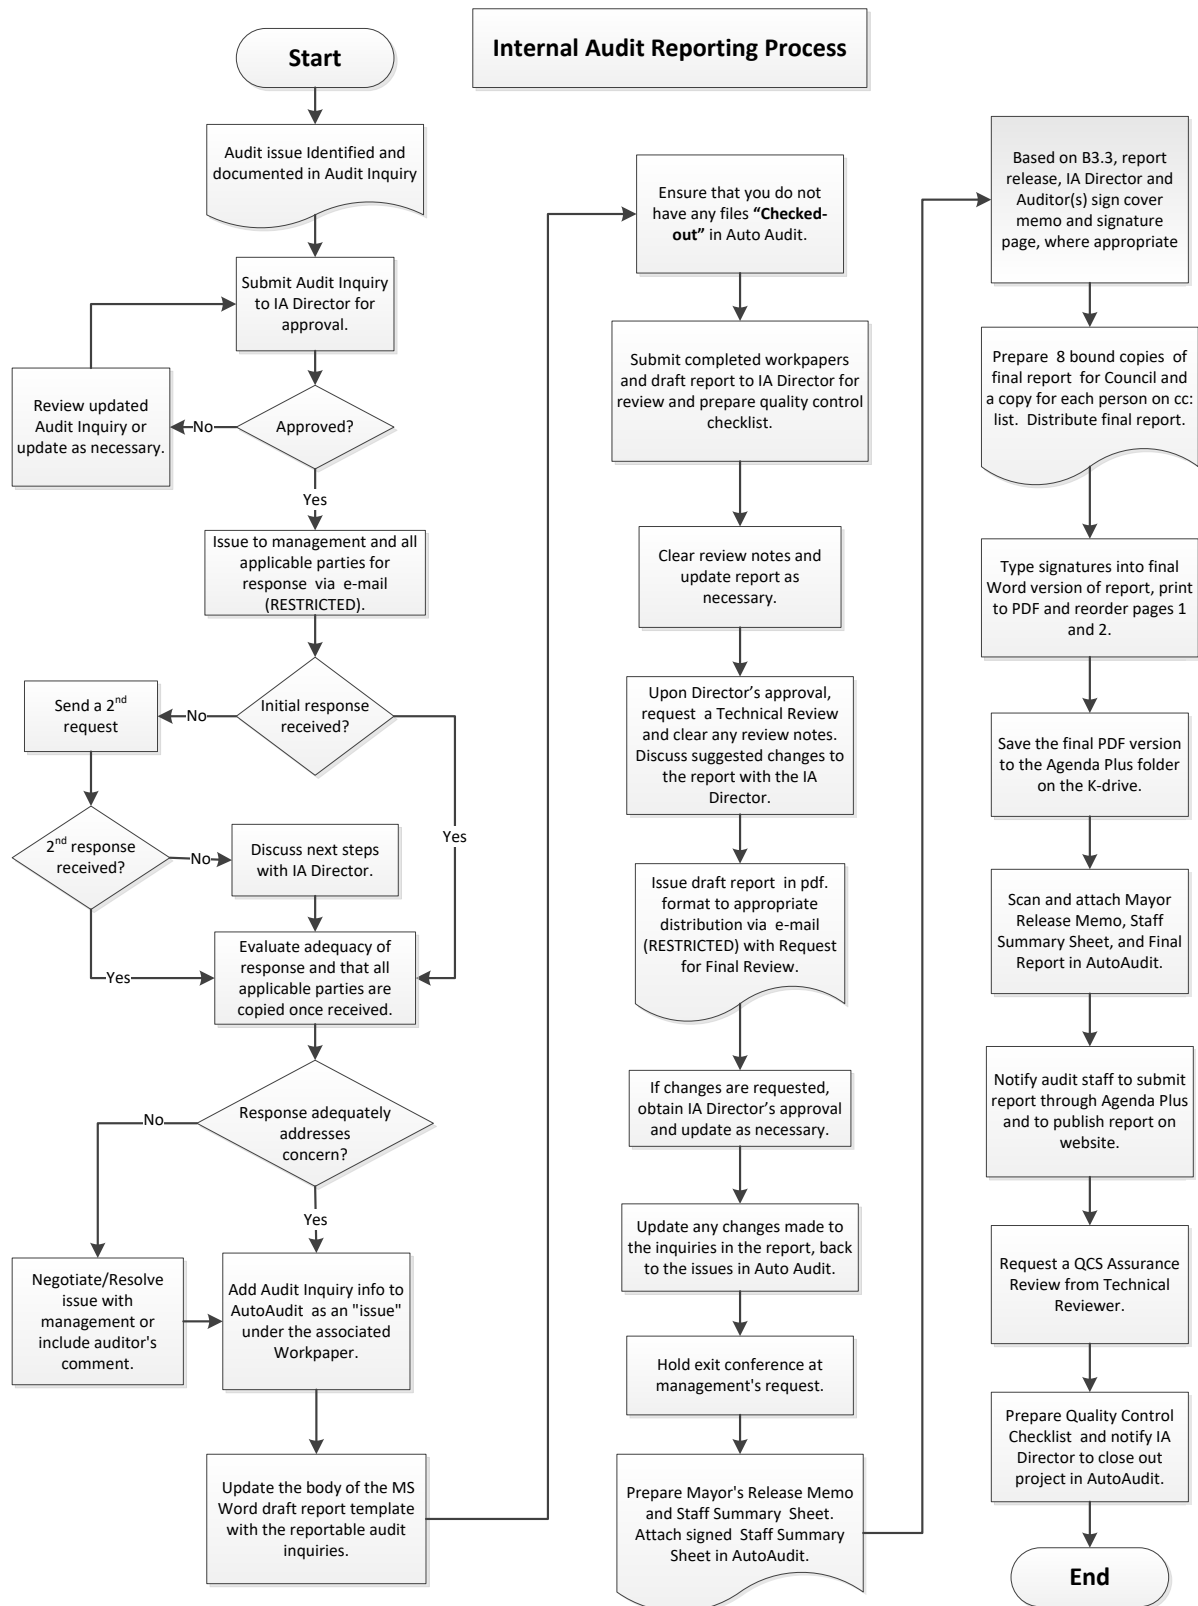 Internal Audit Reporting Process
Start
Audit issue Identified and
documented in Audit Inquiry
Submit Audit Inquiry
to IA Director for
approval.
Approved?
No
Review updated
Audit Inquiry or
update as necessary.
Yes
Issue to management and all
applicable parties for
response via e-mail
(RESTRICTED).
Initial response
received?
No
Send a 2nd
request
Yes
2nd response
received?
No
Discuss next steps
with IA Director.
Yes
Evaluate adequacy of
response and that all
applicable parties are
copied once received.
Response adequately
addresses
concern?
No
Negotiate/Resolve
issue with
management or
include auditor's
comment.
Yes
Add Audit Inquiry info to
AutoAudit as an "issue"
under the associated
Workpaper.
Update the body of the MS
Word draft report template
with the reportable audit
inquiries.
Ensure that you do not
have any files “Checked-
out” in Auto Audit.
Submit completed workpapers
and draft report to IA Director for
review and prepare quality control
checklist.
Clear review notes and
update report as
necessary.
Upon Director’s approval,
request a Technical Review
and clear any review notes.
Discuss suggested changes to
the report with the IA
Director.
Issue draft report in pdf.
format to appropriate
distribution via e-mail
(RESTRICTED) with Request
for Final Review.
If changes are requested,
obtain IA Director’s approval
and update as necessary.
Update any changes made to
the inquiries in the report, back
to the issues in Auto Audit.
Hold exit conference at
management's request.
Prepare Mayor's Release Memo
and Staff Summary Sheet.
Attach signed Staff Summary
Sheet in AutoAudit.
Based on B3.3, report
release, IA Director and
Auditor(s) sign cover
memo and signature
page, where appropriate
Prepare 8 bound copies of
final report for Council and
a copy for each person on cc:
list. Distribute final report.
Type signatures into final
Word version of report, print
to PDF and reorder pages 1
and 2.
Save the final PDF version
to the Agenda Plus folder
on the K-drive.
Scan and attach Mayor
Release Memo, Staff
Summary Sheet, and Final
Report in AutoAudit.
Notify audit staff to submit
report through Agenda Plus
and to publish report on
website.
Request a QCS Assurance
Review from Technical
Reviewer.
Prepare Quality Control
Checklist and notify IA
Director to close out
project in AutoAudit.
End